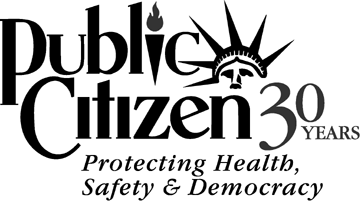 Public
Citizen 30
YEARS
Protecting Health,
Safety & Democracy